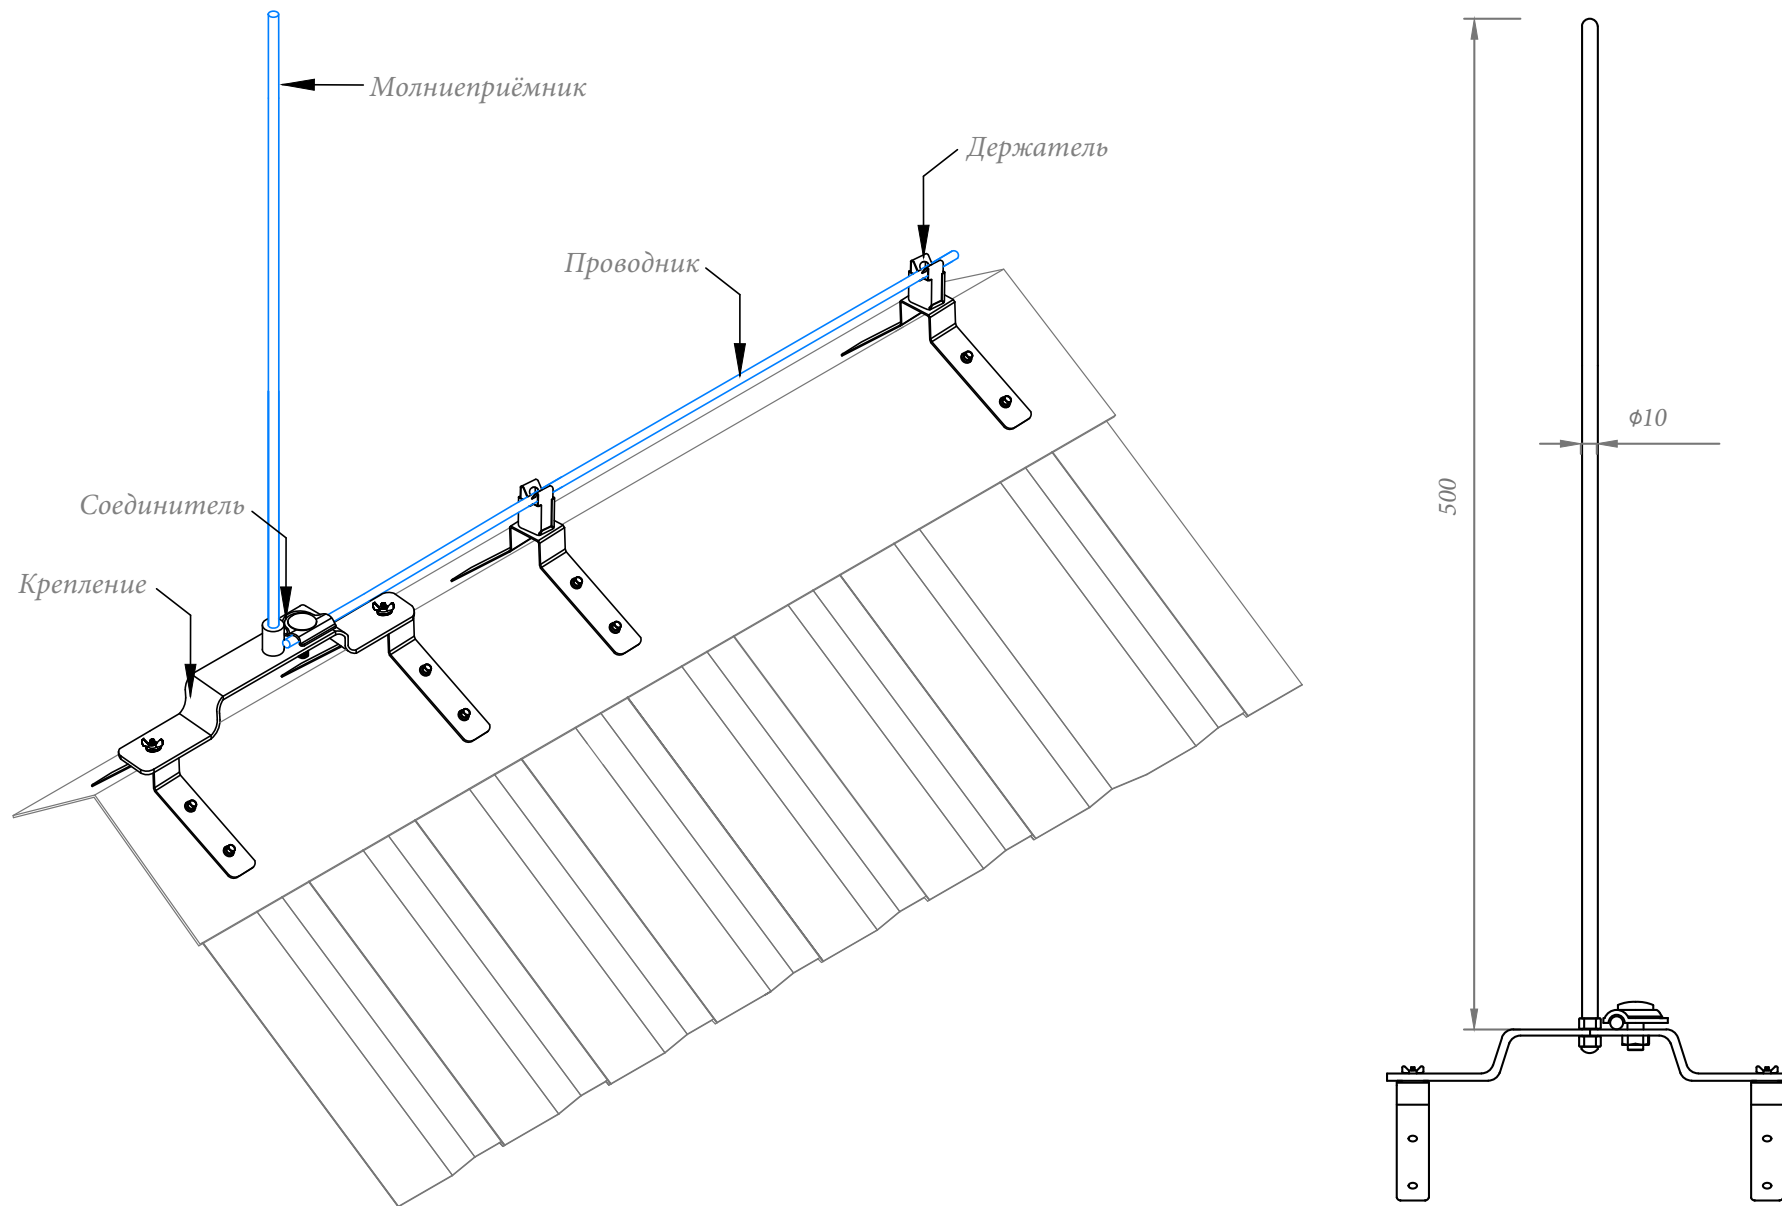 Молниеприёмник
Держатель
Проводник
Соединитель
Крепление
ϕ10
500